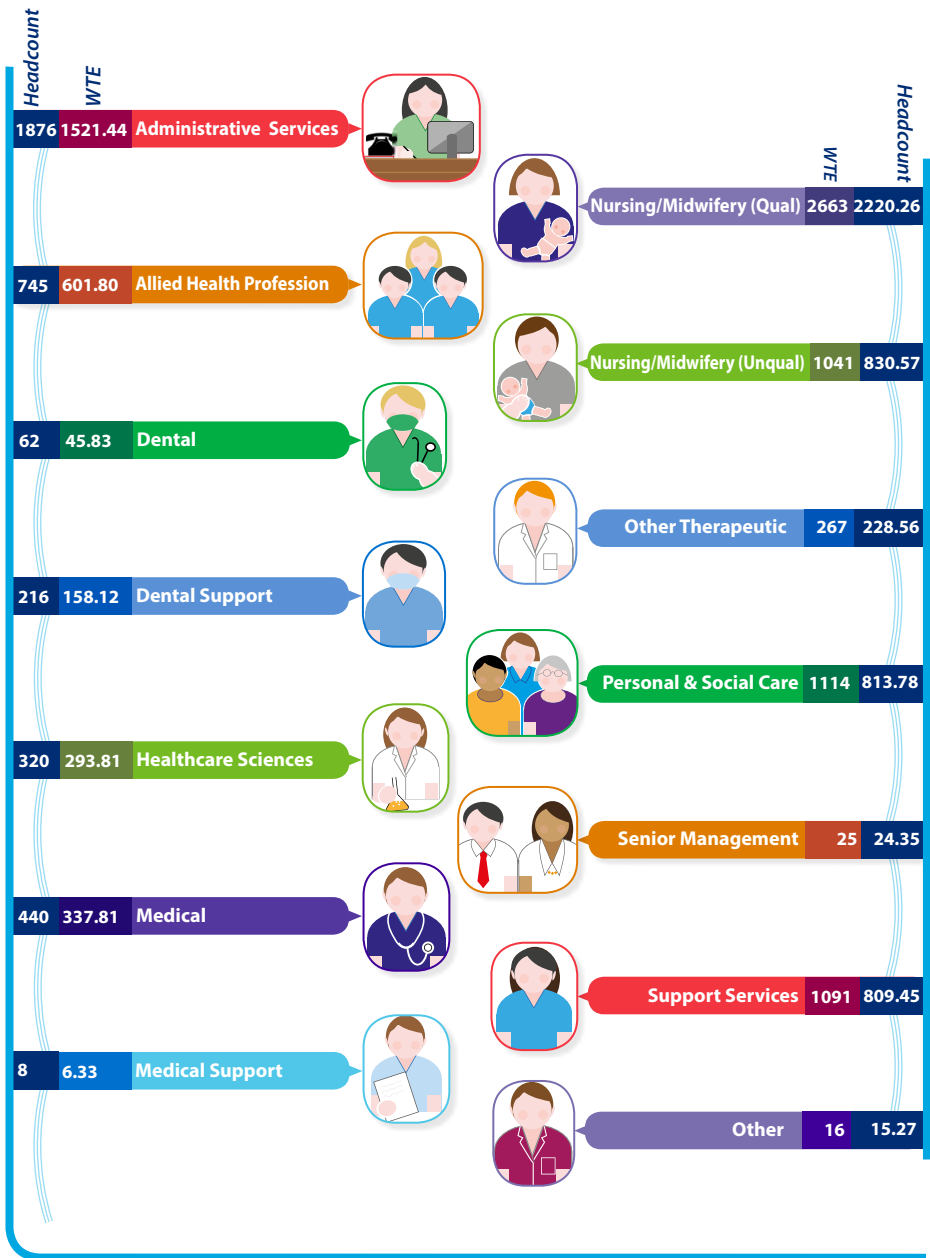 Headcount
WTE
1876 1521.44 Administrative Services
745 601.80 Allied Health Profession
62 45.83 Dental
216 158.12 Dental Support
320 293.81 Healthcare Sciences
440 337.81 Medical
8 6.33 Medical Support
WTE
Headcount
Nursing/Midwifery (Qual) 2663 2220.26
Nursing/Midwifery (Unqual) 1041 830.57
Other Therapeutic 267 228.56
Personal & Social Care 1114 813.78
Senior Management 25 24.35
Support Services 1091 809.45
Other 16 15.27